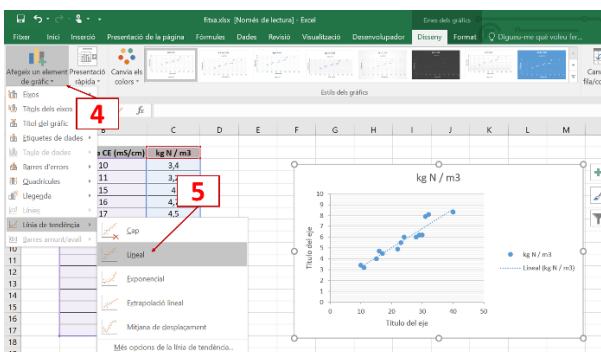 fitxa.xlsx [Només de lectura] - Excel
Eines dels gràfics
Fitxer Inici Inserció Presentació de la pàgina Fórmules Dades Revisió Visualització Desenvolupador Disseny Format Digueu-me què voleu fer...
Afegeix un element de gràfic
Presentació ràpida
Canvia els colors
Estils dels gràfics
Canv
fila/co
4
fx
Eixos
Títols dels eixos
Títol del gràfic
Etiquetes de dades
Taula de dades
Barres d'errors
Quadrícules
Llegenda
Línies
Línia de tendència
Barres amunt/avall
B C D E F G H I J K L M
CE (mS/cm) kg N / m3
10 3,4
11
15 4
16
17 4,5
5
Cap
Lineal
Exponencial
Extrapolació lineal
Mitjana de desplaçament
Més opcions de la línia de tendència...
10
11
12
13
14
15
16
17
18
kg N / m3
Título del eje
10
9
8
7
6
5
4
3
2
1
0
0 10 20 30 40 50
Título del eje
kg N / m3
Lineal (kg N / m3)